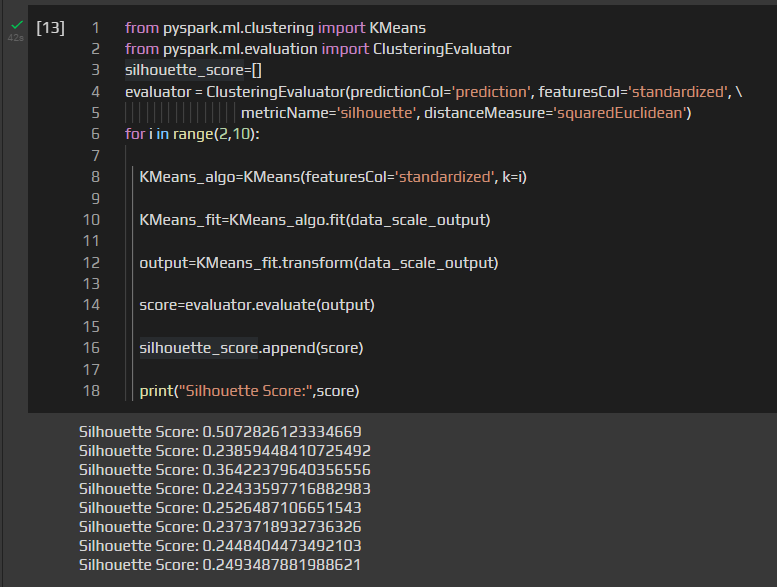 [13]
42s
1 from pyspark.ml.clustering import KMeans
2 from pyspark.ml.evaluation import ClusteringEvaluator
3 silhouette_score=[]
4 evaluator = ClusteringEvaluator(predictionCol='prediction', featuresCol='standardized', \
5 metricName='silhouette', distanceMeasure='squaredEuclidean')
6 for i in range(2,10):
7
8 KMeans_algo=KMeans(featuresCol='standardized', k=i)
9
10 KMeans_fit=KMeans_algo.fit(data_scale_output)
11
12 output=KMeans_fit.transform(data_scale_output)
13
14 score=evaluator.evaluate(output)
15
16 silhouette_score.append(score)
17
18 print("Silhouette Score:",score)
Silhouette Score: 0.5072826123334669
Silhouette Score: 0.23859448410725492
Silhouette Score: 0.36422379640356556
Silhouette Score: 0.22433597716882983
Silhouette Score: 0.2526487106651543
Silhouette Score: 0.2373718932736326
Silhouette Score: 0.2448404473492103
Silhouette Score: 0.2493487881988621